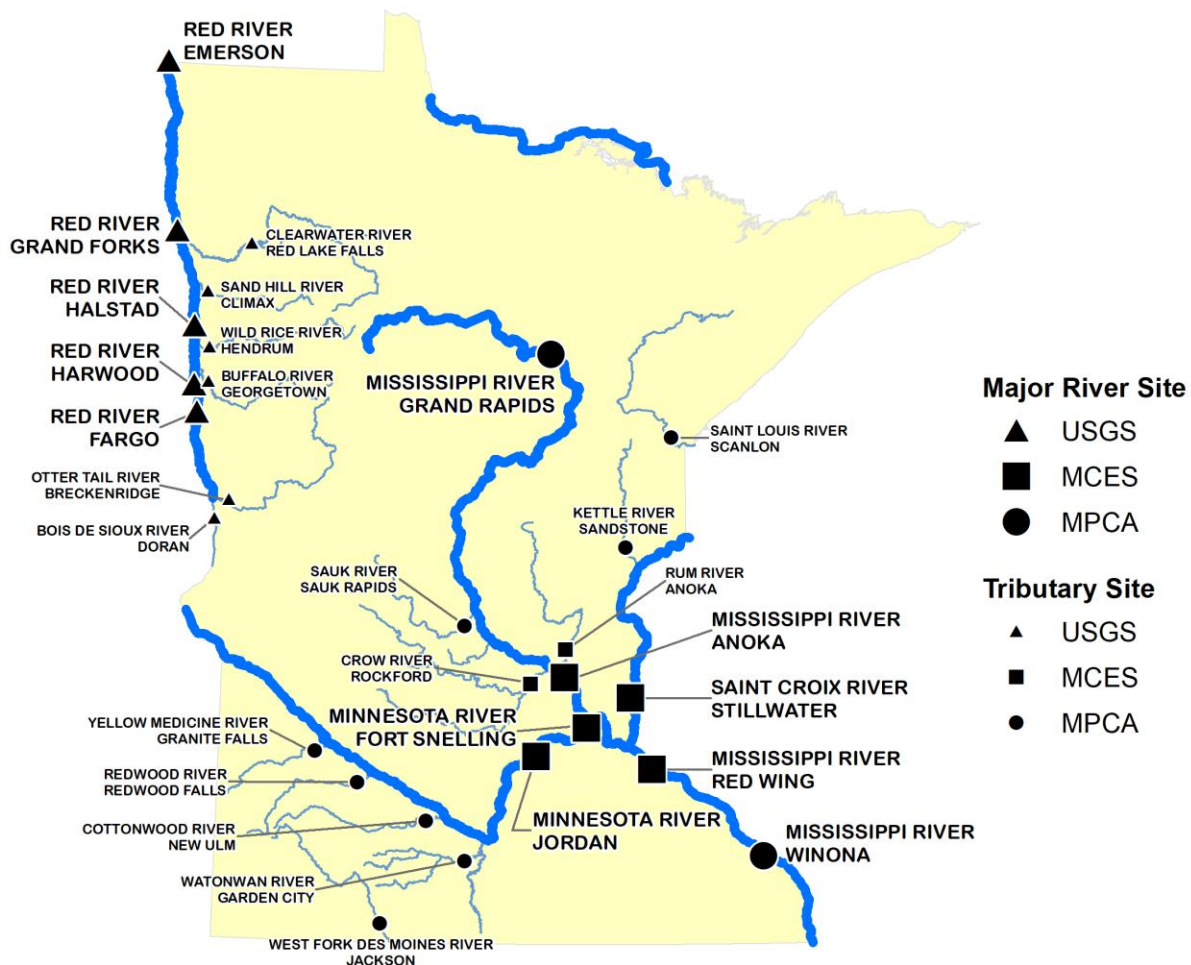 RED RIVER
EMERSON
RED RIVER
GRAND FORKS
CLEARWATER RIVER
RED LAKE FALLS
RED RIVER
HALSTAD
SAND HILL RIVER
CLIMAX
WILD RICE RIVER
HENDRUM
RED RIVER
HARWOOD
BUFFALO RIVER
GEORGETOWN
RED RIVER
FARGO
MISSISSIPPI RIVER
GRAND RAPIDS
SAINT LOUIS RIVER
SCANLON
OTTER TAIL RIVER
BRECKENRIDGE
BOIS DE SIOUX RIVER
DORAN
KETTLE RIVER
SANDSTONE
SAUK RIVER
SAUK RAPIDS
RUM RIVER
ANOKA
MISSISSIPPI RIVER
ANOKA
CROW RIVER
ROCKFORD
SAINT CROIX RIVER
STILLWATER
MINNESOTA RIVER
FORT SNELLING
YELLOW MEDICINE RIVER
GRANITE FALLS
MISSISSIPPI RIVER
RED WING
REDWOOD RIVER
REDWOOD FALLS
MINNESOTA RIVER
JORDAN
COTTONWOOD RIVER
NEW ULM
MISSISSIPPI RIVER
WINONA
WATONWAN RIVER
GARDEN CITY
WEST FORK DES MOINES RIVER
JACKSON
Major River Site
USGS
MCES
MPCA
Tributary Site
USGS
MCES
MPCA